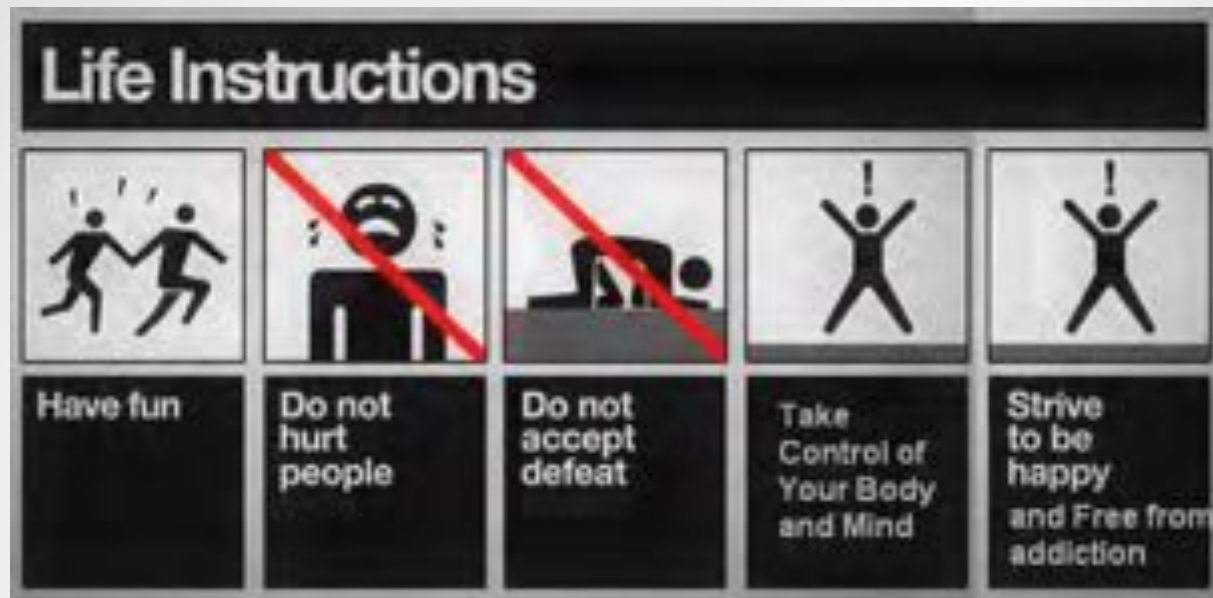 Life Instructions
Have fun
Do not
hurt
people
Do not
accept
defeat
Take
Control of
Your Body
and Mind
Strive
to be
happy
and Free from
addiction